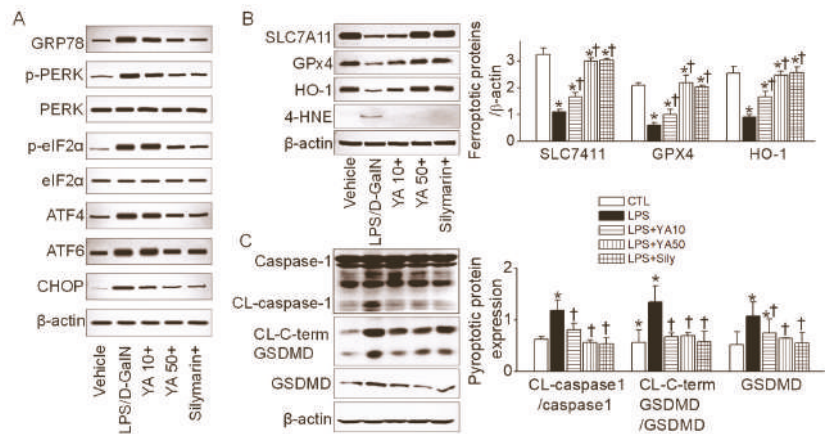 A
GRP78
p-PERK
PERK
p-eIF2α
eIF2α
ATF4
ATF6
CHOP
β-actin
Vehicle
LPS/D-GalN
YA 10+
YA 50+
Silymarin+
B
SLC7A11
GPx4
HO-1
4-HNE
β-actin
Vehicle
LPS/D-GalN
YA 10+
YA 50+
Silymarin+
Ferroptotic proteins
/β-actin
3
2
1
0
* *† *† *†
* *† *† *†
* *† *† *†
SLC7411 GPX4 HO-1
CTL
LPS
LPS+YA10
LPS+YA50
LPS+Sily
C
Caspase-1
CL-caspase-1
CL-C-term
GSDMD
GSDMD
β-actin
Pyroptotic protein
expression
2
1
0
* † † †
* * † † †
* *† † †
CL-caspase1
/caspase1
CL-C-term
GSDMD
/GSDMD
GSDMD